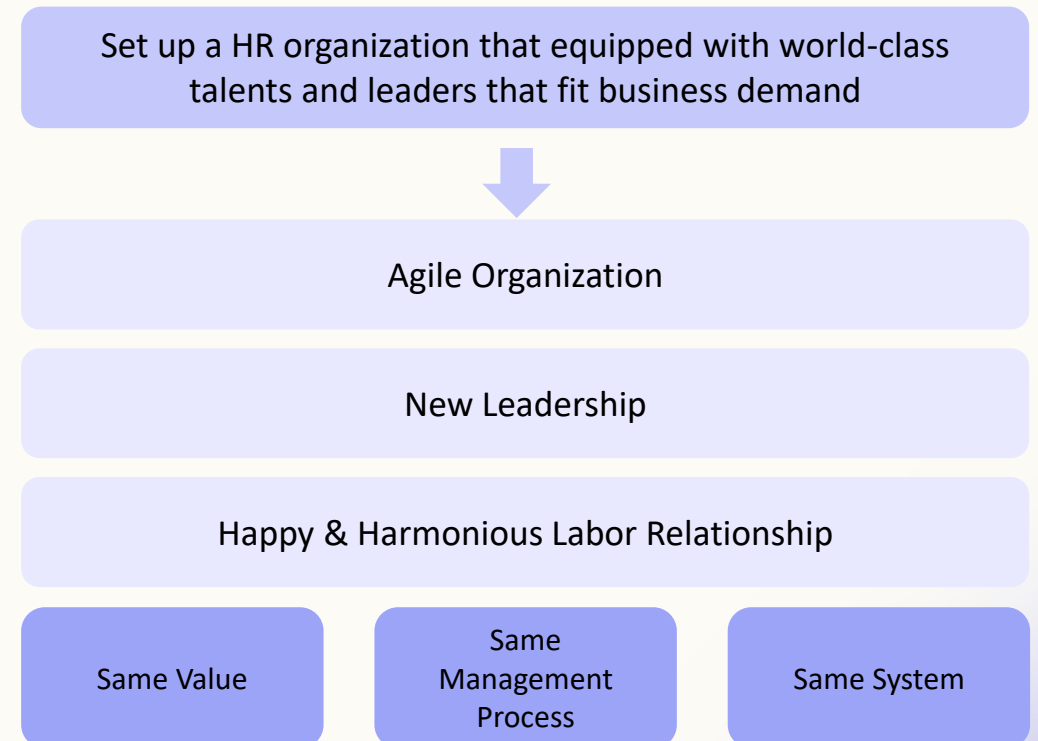 Set up a HR organization that equipped with world-class
talents and leaders that fit business demand
Agile Organization
New Leadership
Happy & Harmonious Labor Relationship
Same Value
Same
Management
Process
Same System